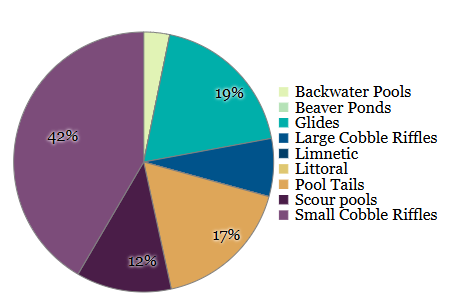 19%
42%
17%
12%
Backwater Pools
Beaver Ponds
Glides
Large Cobble Riffles
Limnetic
Littoral
Pool Tails
Scour pools
Small Cobble Riffles